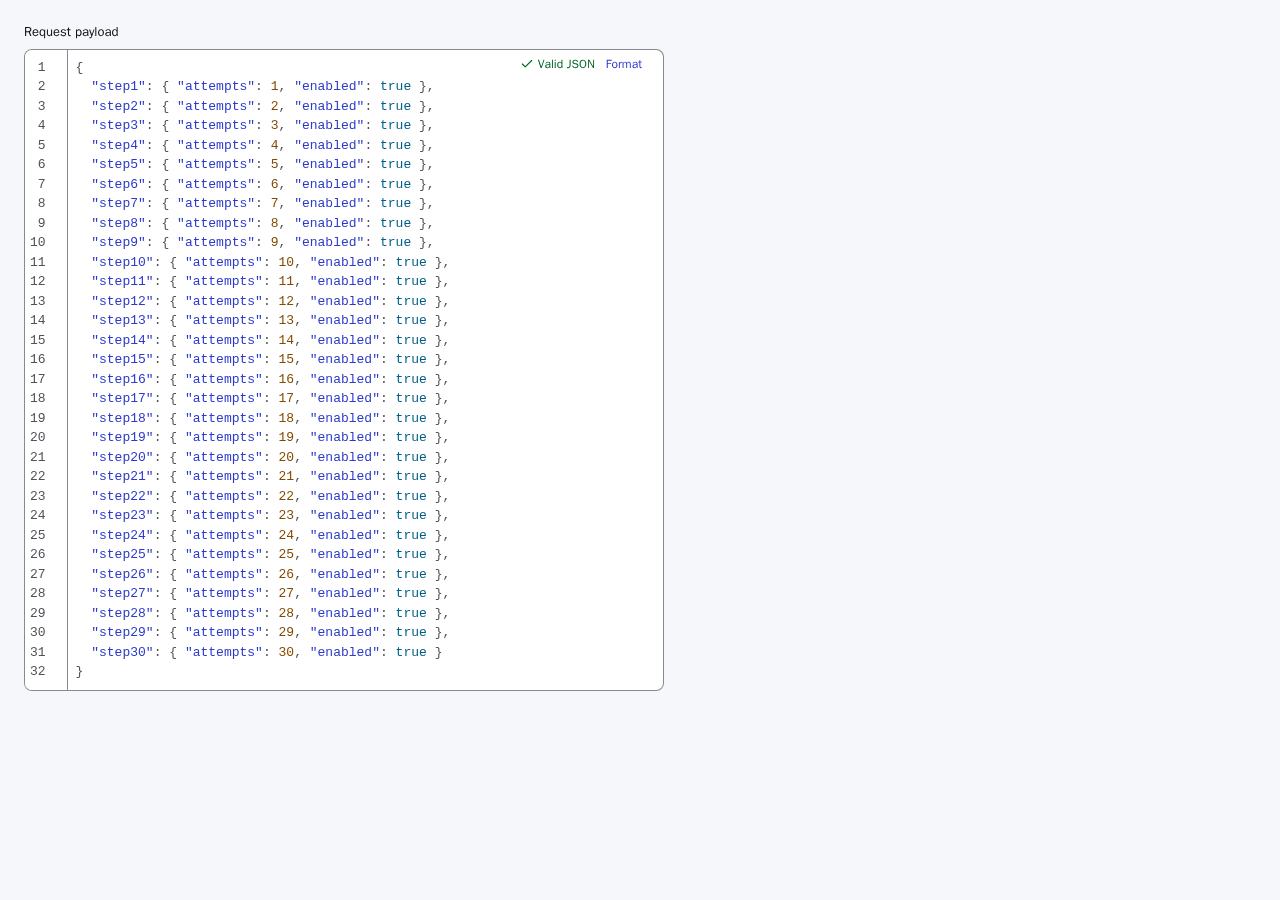 Request payload
Valid JSON Format
1 {
2 "step1": { "attempts": 1, "enabled": true },
3 "step2": { "attempts": 2, "enabled": true },
4 "step3": { "attempts": 3, "enabled": true },
5 "step4": { "attempts": 4, "enabled": true },
6 "step5": { "attempts": 5, "enabled": true },
7 "step6": { "attempts": 6, "enabled": true },
8 "step7": { "attempts": 7, "enabled": true },
9 "step8": { "attempts": 8, "enabled": true },
10 "step9": { "attempts": 9, "enabled": true },
11 "step10": { "attempts": 10, "enabled": true },
12 "step11": { "attempts": 11, "enabled": true },
13 "step12": { "attempts": 12, "enabled": true },
14 "step13": { "attempts": 13, "enabled": true },
15 "step14": { "attempts": 14, "enabled": true },
16 "step15": { "attempts": 15, "enabled": true },
17 "step16": { "attempts": 16, "enabled": true },
18 "step17": { "attempts": 17, "enabled": true },
19 "step18": { "attempts": 18, "enabled": true },
20 "step19": { "attempts": 19, "enabled": true },
21 "step20": { "attempts": 20, "enabled": true },
22 "step21": { "attempts": 21, "enabled": true },
23 "step22": { "attempts": 22, "enabled": true },
24 "step23": { "attempts": 23, "enabled": true },
25 "step24": { "attempts": 24, "enabled": true },
26 "step25": { "attempts": 25, "enabled": true },
27 "step26": { "attempts": 26, "enabled": true },
28 "step27": { "attempts": 27, "enabled": true },
29 "step28": { "attempts": 28, "enabled": true },
30 "step29": { "attempts": 29, "enabled": true },
31 "step30": { "attempts": 30, "enabled": true }
32 }